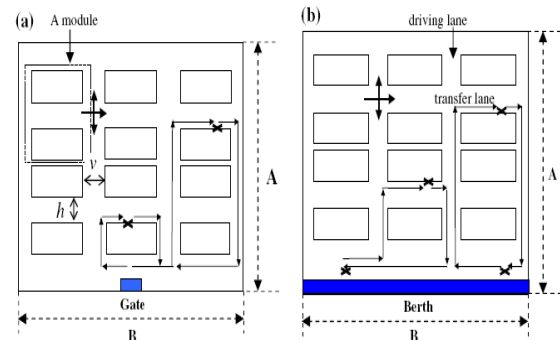 (a)
A module
v
h
A
Gate
B
(b)
driving lane
transfer lane
A
Berth
B